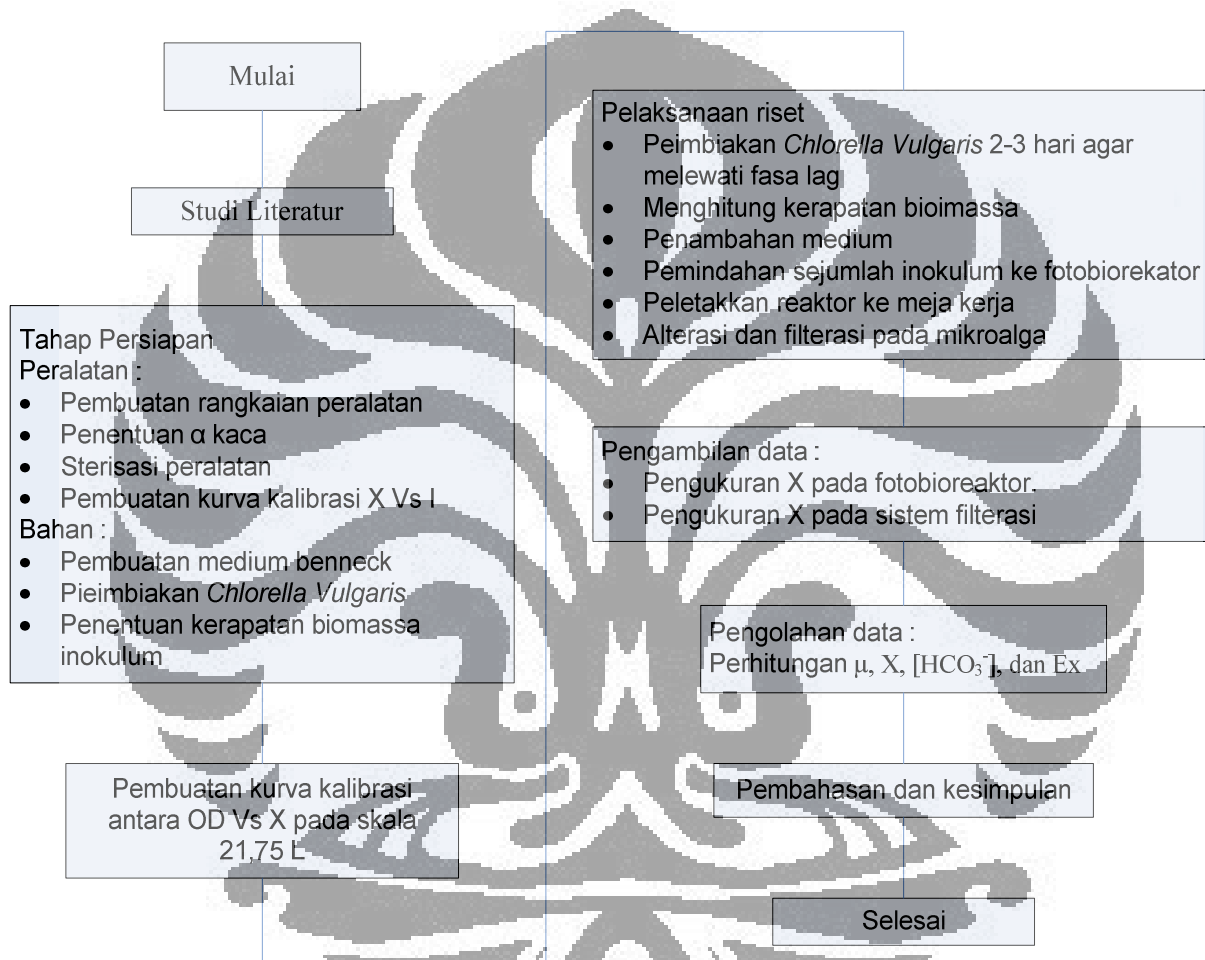 Mulai
Studi Literatur
Tahap Persiapan
Peralatan :
• Pembuatan rangkaian peralatan
• Penentuan α kaca
• Sterisasi peralatan
• Pembuatan kurva kalibrasi X Vs I
Bahan :
• Pembuatan medium benneck
• Pieimbiakan Chlorella Vulgaris
• Penentuan kerapatan biomassa
inokulum
Pembuatan kurva kalibrasi
antara OD Vs X pada skala
21,75 L
Pelaksanaan riset
• Peimbiakan Chlorella Vulgaris 2-3 hari agar
melewati fasa lag
• Menghitung kerapatan bioimassa
• Penambahan medium
• Pemindahan sejumlah inokulum ke fotobiorekator
• Peletakkan reaktor ke meja kerja
• Alterasi dan filterasi pada mikroalga
Pengambilan data :
• Pengukuran X pada fotobioreaktor.
• Pengukuran X pada sistem filterasi
Pengolahan data :
Perhitungan μ, X, [HCO₃⁻], dan Ex
Pembahasan dan kesimpulan
Selesai